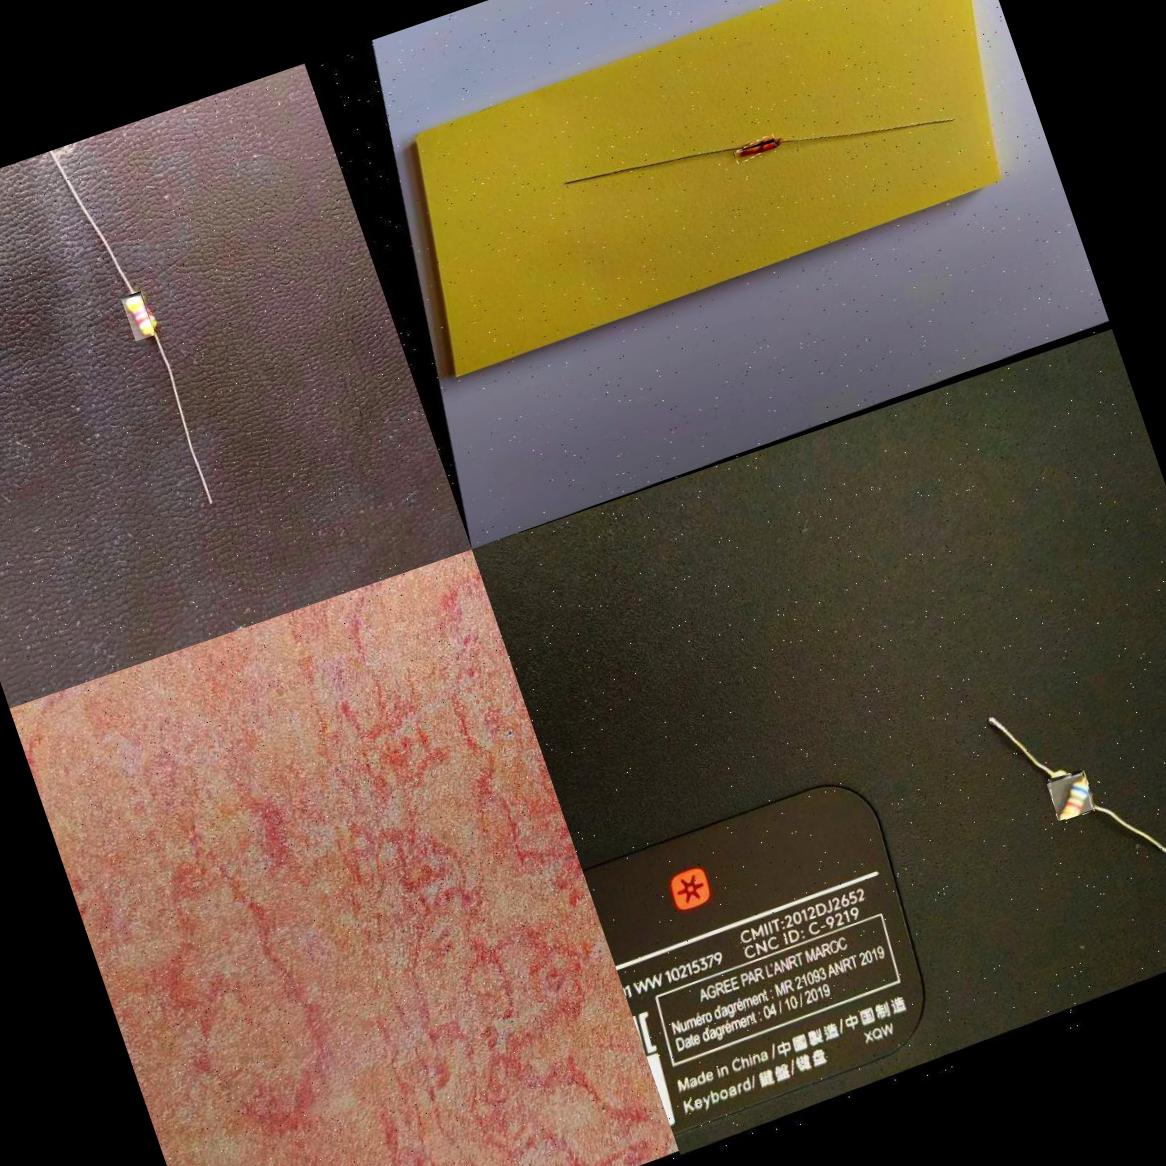 CMIIT:2012DJ2652
CNC ID: C-9219
1 WW 10215379
AGREE PAR L'ANRT MAROC
Numéro d'agrément : MR 21093 ANRT 2019
Date d'agrément : 04 / 10 / 2019
Made in China /中國製造/中国制造
Keyboard/ 鍵盤/键盘
XQW